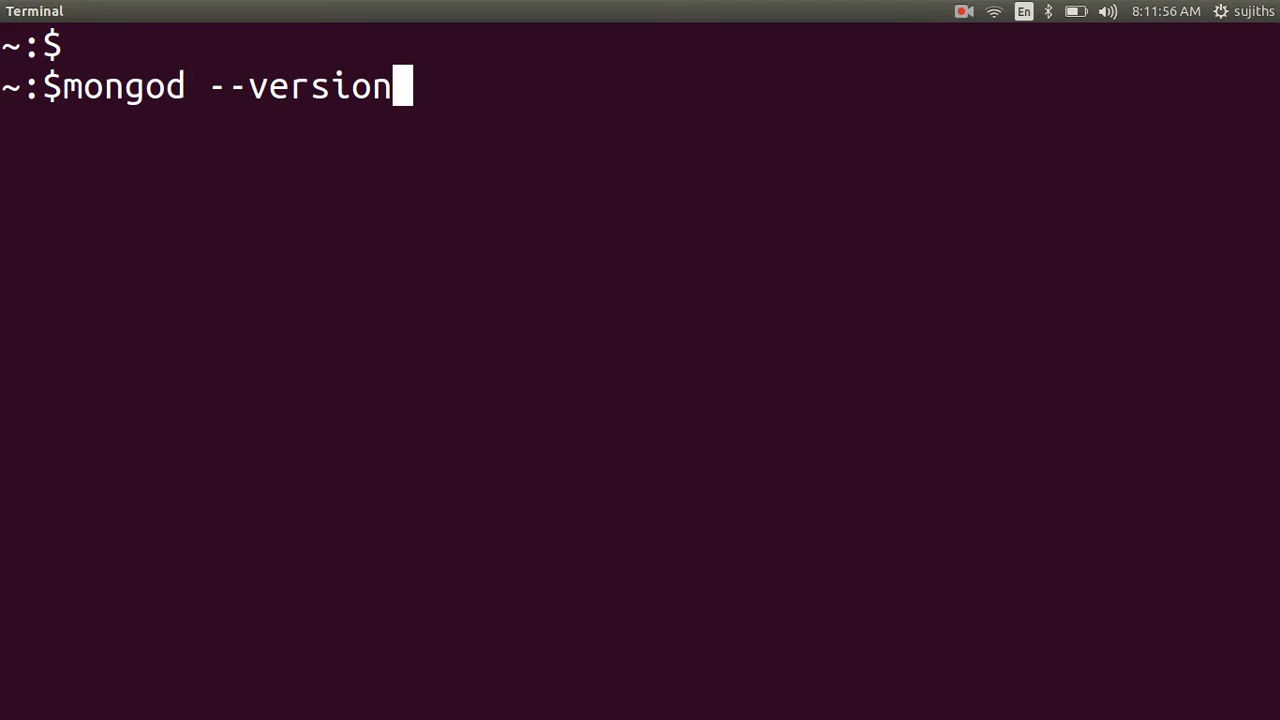 Terminal
En
8:11:56 AM
sujiths
~:$
~:$mongod --version